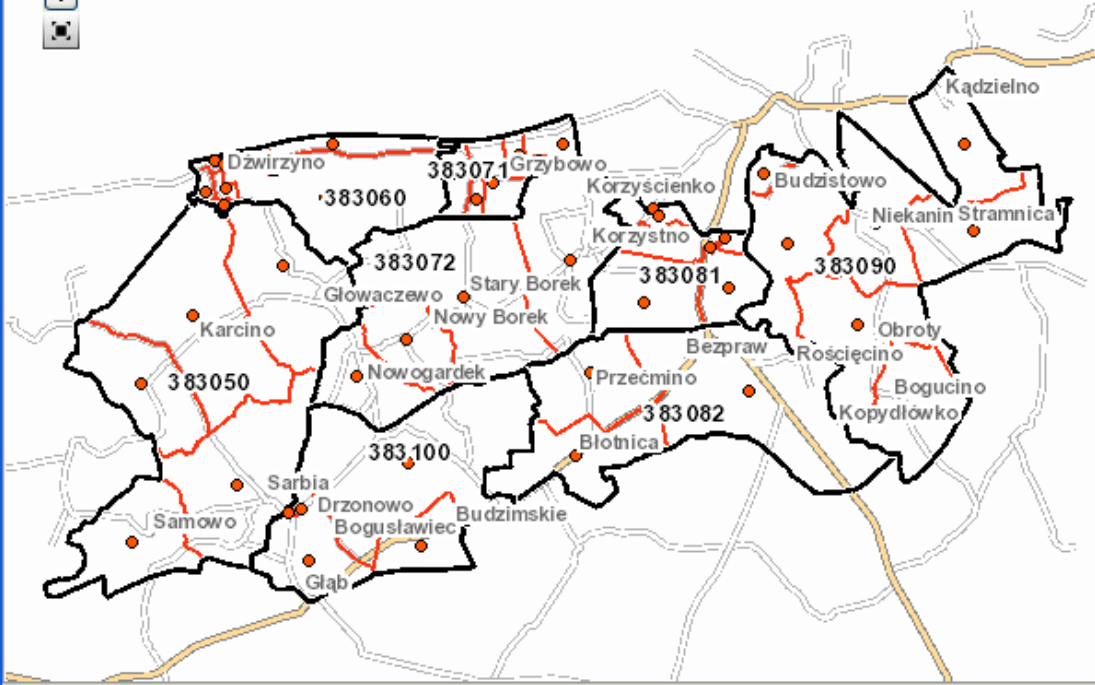 Kądzielno
Dźwirzyno
383071
Grzybowo
383060
Korzyścienko
Budzistowo
Niekanin
Stramnica
Korzystno
383072
383081
383090
Stary Borek
Głowaczewo
Nowy Borek
Karcino
Obroty
Bezpraw
Rościęcino
Nowogardek
Przećmino
383050
Bogucino
383082
Kopydłówko
Błotnica
383100
Sarbia
Drzonowo
Budzimskie
Samowo
Bogusławiec
Głąb